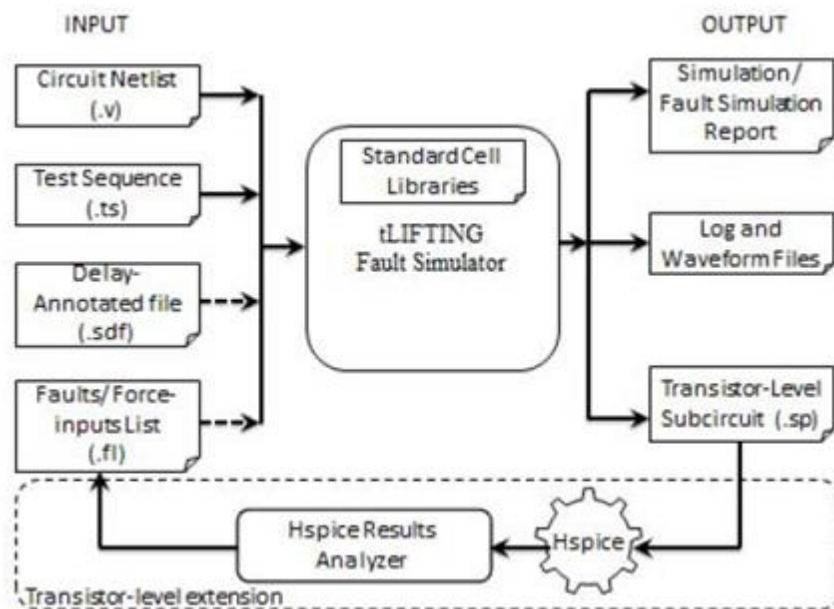 INPUT
OUTPUT
Circuit Netlist
(.v)
Test Sequence
(.ts)
Delay-
Annotated file
(.sdf)
Faults/Force-
inputs List
(.fl)
Standard Cell
Libraries
tLIFTING
Fault Simulator
Simulation /
Fault Simulation
Report
Log and
Waveform Files
Transistor-Level
Subcircuit (.sp)
Hspice Results
Analyzer
Hspice
Transistor-level extension